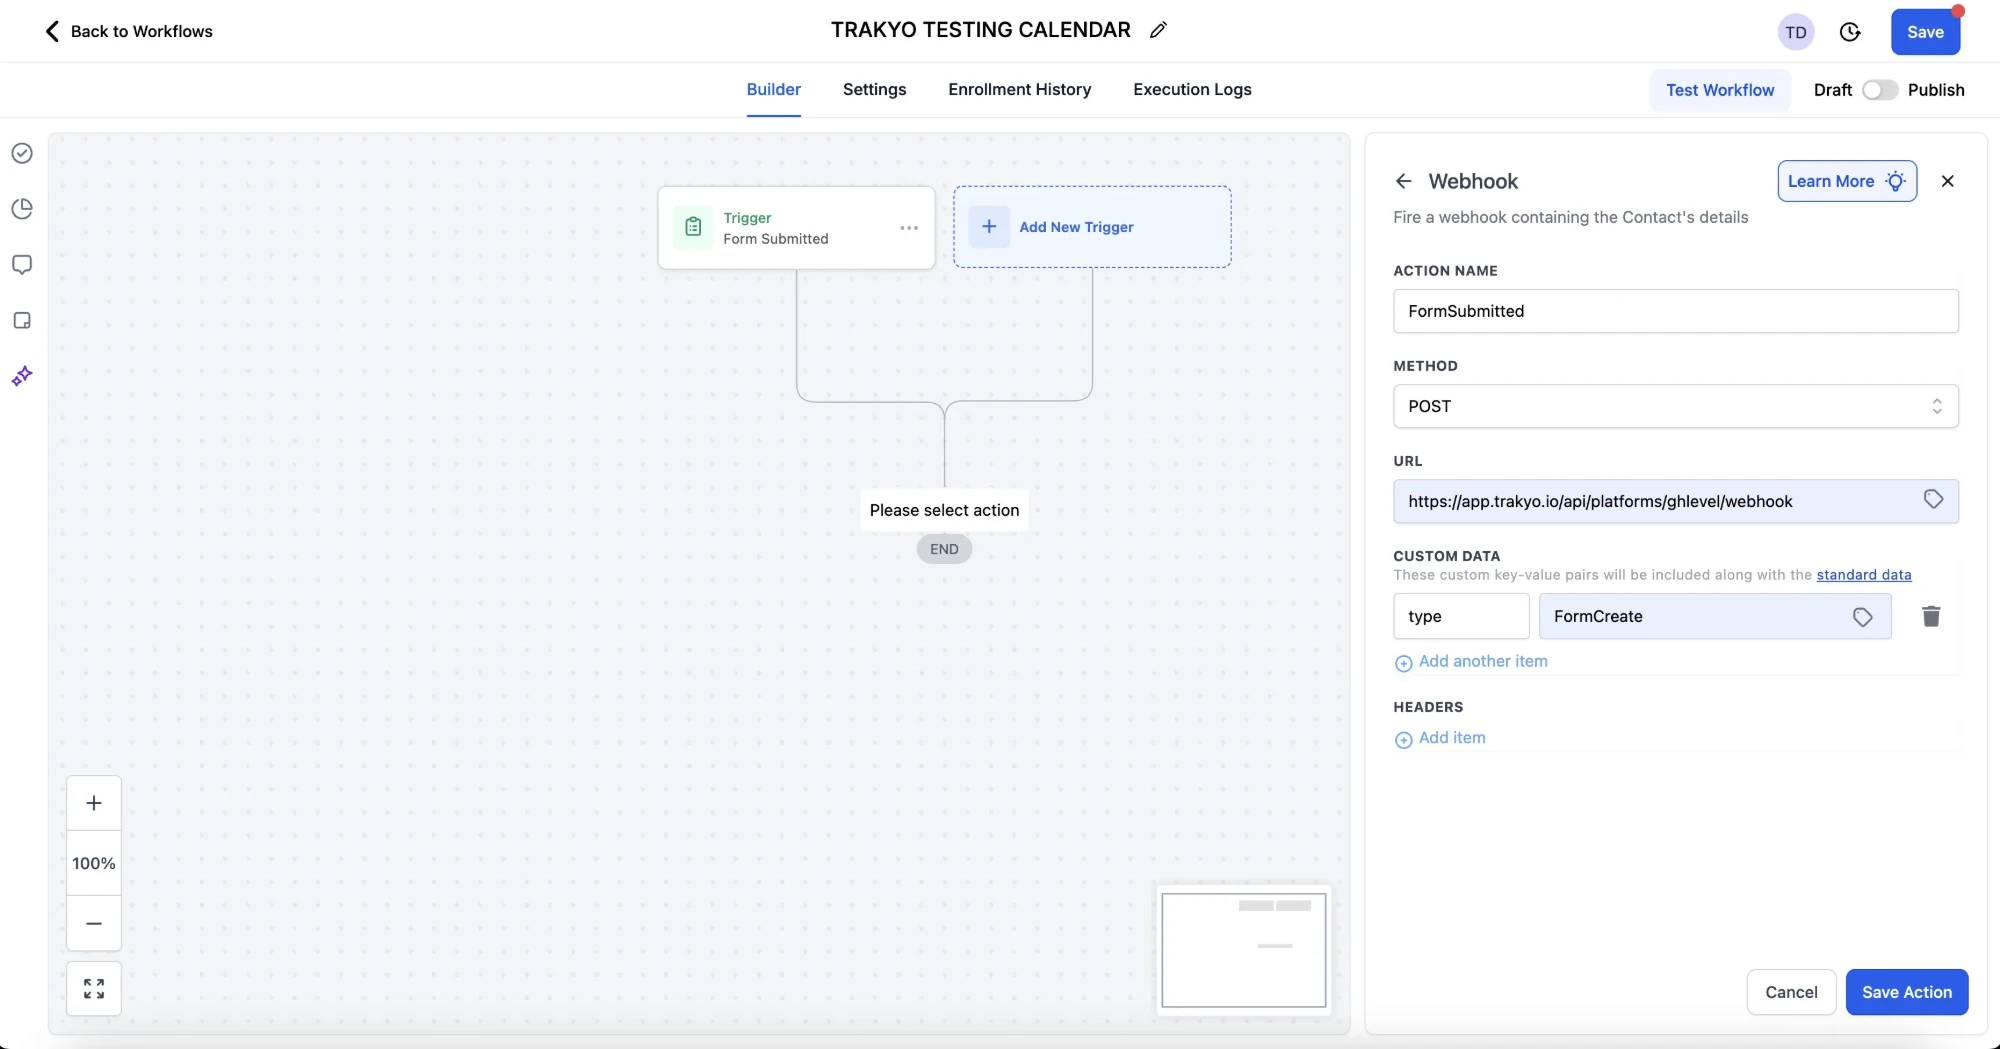 Back to Workflows
TRAKYO TESTING CALENDAR
TD
Save
Builder
Settings
Enrollment History
Execution Logs
Test Workflow
Draft
Publish
Trigger
Form Submitted
Add New Trigger
Please select action
END
100%
Webhook
Learn More
Fire a webhook containing the Contact's details
ACTION NAME
FormSubmitted
METHOD
POST
URL
https://app.trakyo.io/api/platforms/ghlevel/webhook
CUSTOM DATA
These custom key-value pairs will be included along with the standard data
type
FormCreate
Add another item
HEADERS
Add item
Cancel
Save Action